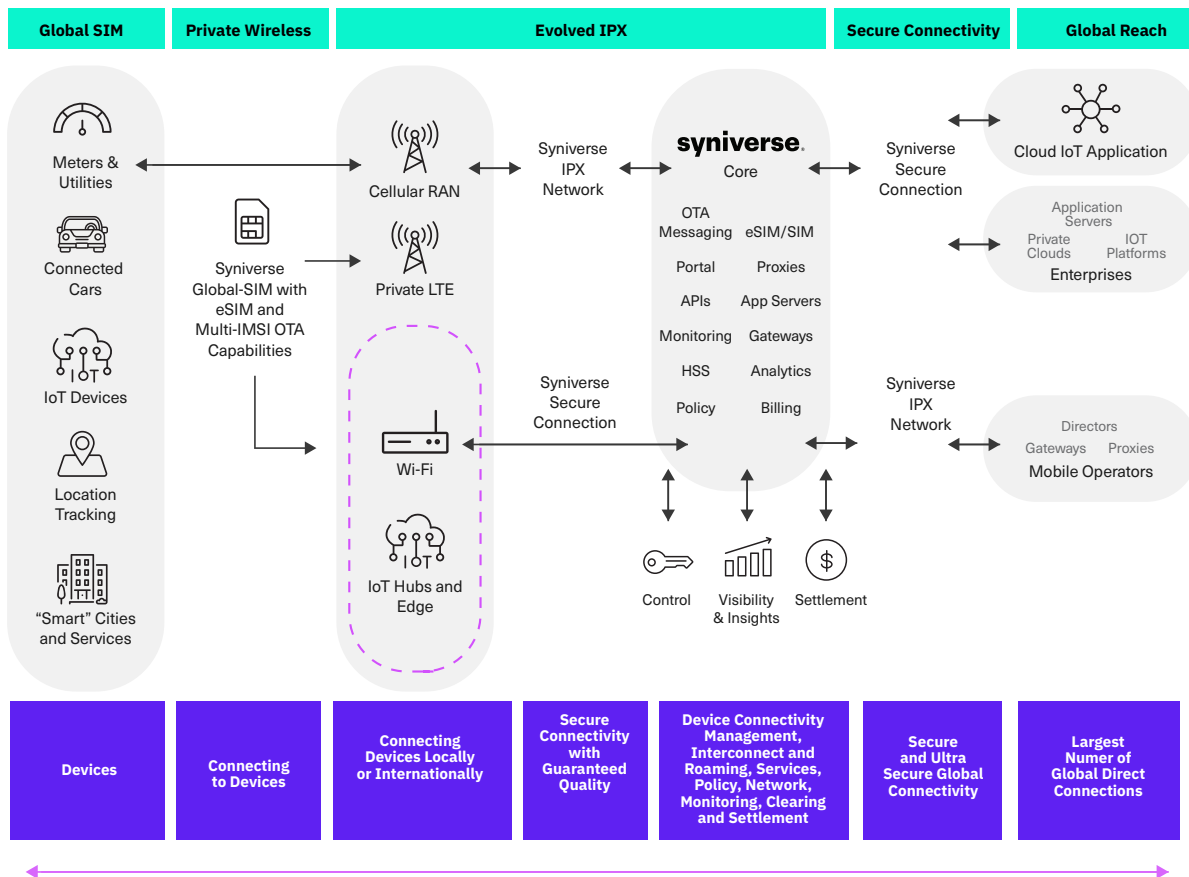 Global SIM
Private Wireless
Evolved IPX
Secure Connectivity
Global Reach
Meters &
Utilities
Connected
Cars
IoT
IoT Devices
Location
Tracking
“Smart” Cities
and Services
Syniverse
Global-SIM with
eSIM and
Multi-IMSI OTA
Capabilities
Cellular RAN
Private LTE
Wi-Fi
IoT
IoT Hubs and
Edge
Syniverse
IPX
Network
Syniverse
Secure
Connection
syniverse.
Core
OTA
Messaging
eSIM/SIM
Portal
Proxies
APIs
App Servers
Monitoring
Gateways
HSS
Analytics
Policy
Billing
Control
Visibility
& Insights
$
Settlement
Syniverse
Secure
Connection
Syniverse
IPX
Network
Cloud IoT Application
Application
Servers
Private
Clouds
IOT
Platforms
Enterprises
Directors
Gateways
Proxies
Mobile Operators
Devices
Connecting
to Devices
Connecting
Devices Locally
or Internationally
Secure
Connectivity
with
Guaranteed
Quality
Device Connectivity
Management,
Interconnect and
Roaming, Services,
Policy, Network,
Monitoring, Clearing
and Settlement
Secure
and Ultra
Secure Global
Connectivity
Largest
Numer of
Global Direct
Connections